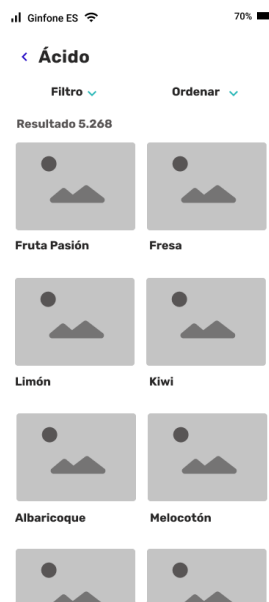 Ginfone ES 70%
Ácido
Filtro Ordenar
Resultado 5.268
Fruta Pasión Fresa
Limón Kiwi
Albaricoque Melocotón